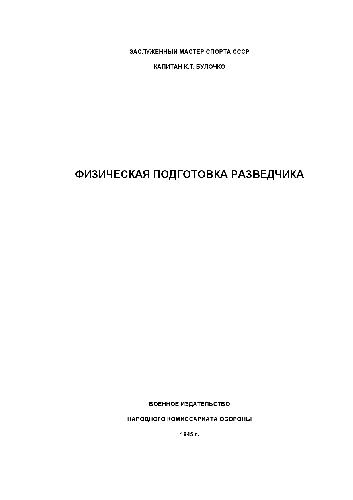 ЗАСЛУЖЕННЫЙ МАСТЕР СПОРТА СССР
КАПИТАН К.Т. БУЛОЧКО
ФИЗИЧЕСКАЯ ПОДГОТОВКА РАЗВЕДЧИКА
ВОЕННОЕ ИЗДАТЕЛЬСТВО
НАРОДНОГО КОМИССАРИАТА ОБОРОНЫ
1945 г.